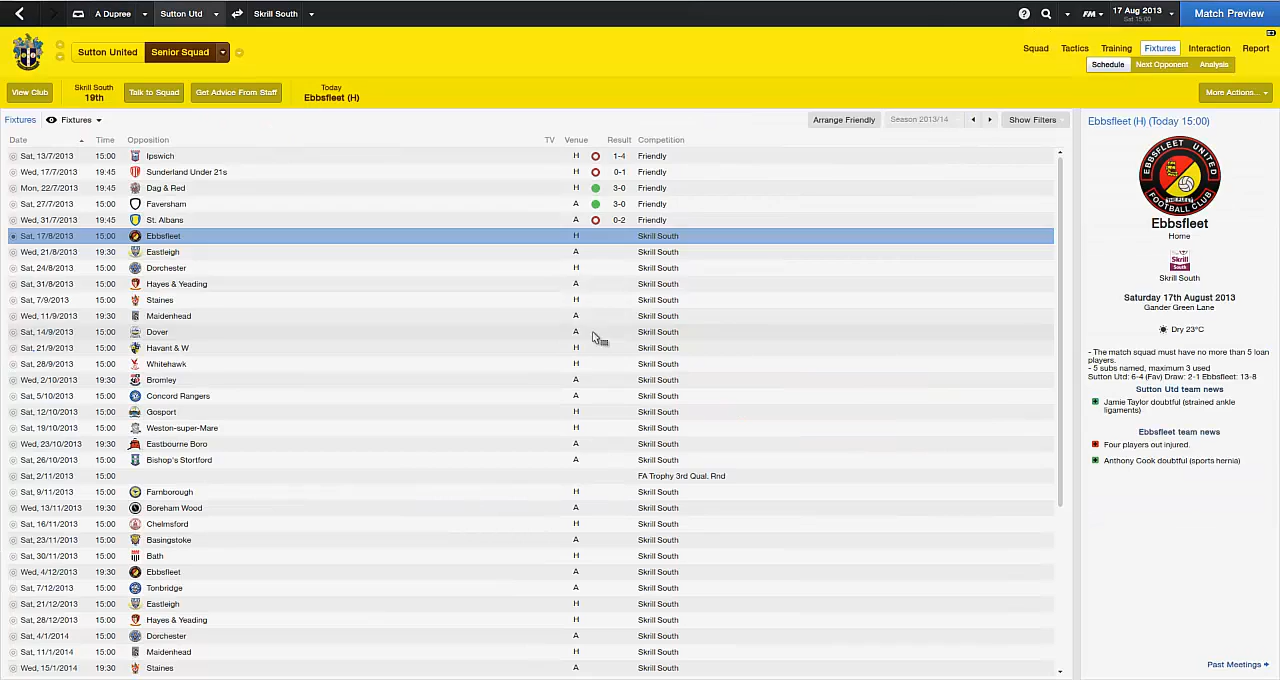 A Dupree Sutton Utd Skrill South FM 17 Aug 2013 Match Preview
Sat 15:00
Sutton United Senior Squad Squad Tactics Training Fixtures Interaction Report
Schedule Next Opponent Analysis
View Club Skrill South Talk to Squad Get Advice From Staff Today More Actions...
19th Ebbsfleet (H)
Fixtures Fixtures Arrange Friendly Season 2013/14 Show Filters
Date Time Opposition TV Venue Result Competition
Sat, 13/7/2013 15:00 Ipswich H 1-4 Friendly
Wed, 17/7/2013 19:45 Sunderland Under 21s H 0-1 Friendly
Mon, 22/7/2013 19:45 Dag & Red H 3-0 Friendly
Sat, 27/7/2013 15:00 Faversham A 3-0 Friendly
Wed, 31/7/2013 19:45 St. Albans A 0-2 Friendly
Sat, 17/8/2013 15:00 Ebbsfleet H Skrill South
Wed, 21/8/2013 19:30 Eastleigh A Skrill South
Sat, 24/8/2013 15:00 Dorchester H Skrill South
Sat, 31/8/2013 15:00 Hayes & Yeading A Skrill South
Sat, 7/9/2013 15:00 Staines H Skrill South
Wed, 11/9/2013 19:30 Maidenhead A Skrill South
Sat, 14/9/2013 15:00 Dover A Skrill South
Sat, 21/9/2013 15:00 Havant & W H Skrill South
Sat, 28/9/2013 15:00 Whitehawk H Skrill South
Wed, 2/10/2013 19:30 Bromley A Skrill South
Sat, 5/10/2013 15:00 Concord Rangers A Skrill South
Sat, 12/10/2013 15:00 Gosport H Skrill South
Sat, 19/10/2013 15:00 Weston-super-Mare H Skrill South
Wed, 23/10/2013 19:30 Eastbourne Boro A Skrill South
Sat, 26/10/2013 15:00 Bishop's Stortford A Skrill South
Sat, 2/11/2013 15:00 FA Trophy 3rd Qual. Rnd
Sat, 9/11/2013 15:00 Farnborough H Skrill South
Wed, 13/11/2013 19:30 Boreham Wood A Skrill South
Sat, 16/11/2013 15:00 Chelmsford H Skrill South
Sat, 23/11/2013 15:00 Basingstoke A Skrill South
Sat, 30/11/2013 15:00 Bath H Skrill South
Wed, 4/12/2013 19:30 Ebbsfleet A Skrill South
Sat, 7/12/2013 15:00 Tonbridge A Skrill South
Sat, 21/12/2013 15:00 Eastleigh H Skrill South
Sat, 28/12/2013 15:00 Hayes & Yeading H Skrill South
Sat, 4/1/2014 15:00 Dorchester A Skrill South
Sat, 11/1/2014 15:00 Maidenhead H Skrill South
Wed, 15/1/2014 19:30 Staines A Skrill South
Ebbsfleet (H) (Today 15:00)
EBBSFLEET UNITED
THE FLEET
FOOTBALL CLUB
Ebbsfleet
Home
Skrill
South
Skrill South
Saturday 17th August 2013
Gander Green Lane
Dry 23°C
- The match squad must have no more than 5 loan
players.
- 5 subs named, maximum 3 used
Sutton Utd: 6-4 (Fav) Draw: 2-1 Ebbsfleet: 13-8
Sutton Utd team news
Jamie Taylor doubtful (strained ankle
ligaments)
Ebbsfleet team news
Four players out injured.
Anthony Cook doubtful (sports hernia)
Past Meetings